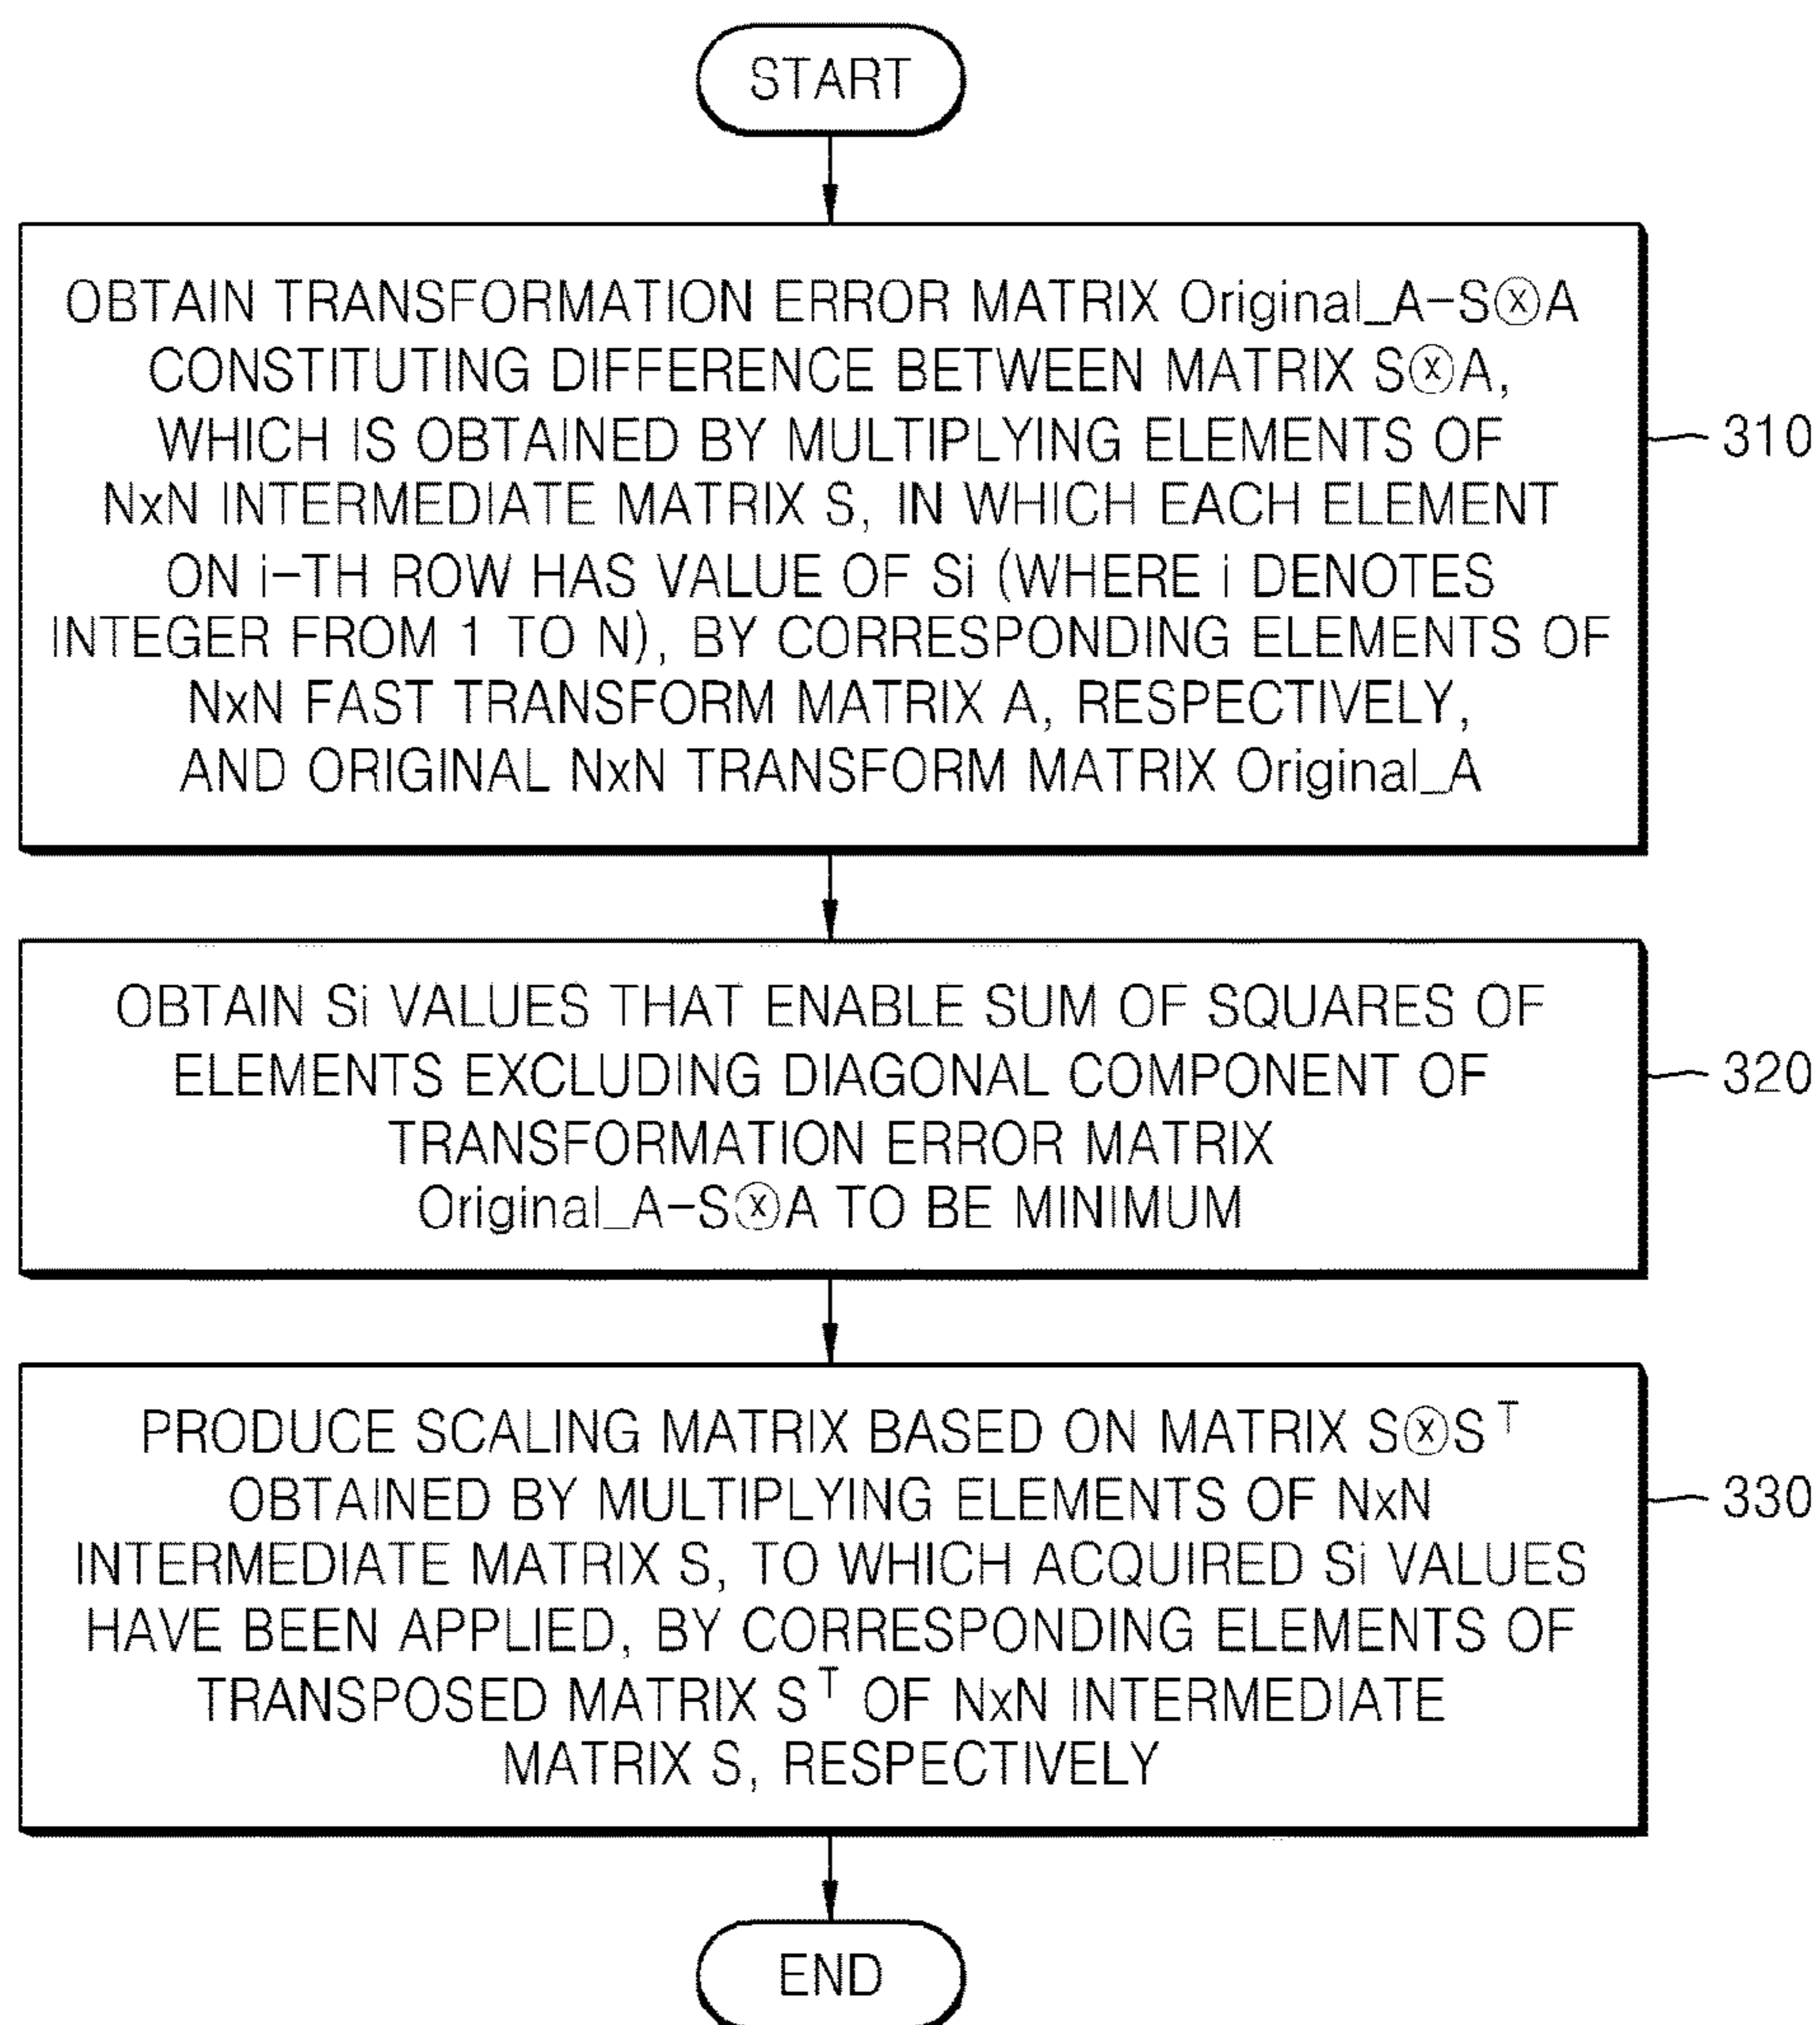 START
OBTAIN TRANSFORMATION ERROR MATRIX Original_A-SⓧA
CONSTITUTING DIFFERENCE BETWEEN MATRIX SⓧA,
WHICH IS OBTAINED BY MULTIPLYING ELEMENTS OF
NxN INTERMEDIATE MATRIX S, IN WHICH EACH ELEMENT
ON i-TH ROW HAS VALUE OF Si (WHERE i DENOTES
INTEGER FROM 1 TO N), BY CORRESPONDING ELEMENTS OF
NxN FAST TRANSFORM MATRIX A, RESPECTIVELY,
AND ORIGINAL NxN TRANSFORM MATRIX Original_A
310
OBTAIN Si VALUES THAT ENABLE SUM OF SQUARES OF
ELEMENTS EXCLUDING DIAGONAL COMPONENT OF
TRANSFORMATION ERROR MATRIX
Original_A-SⓧA TO BE MINIMUM
320
PRODUCE SCALING MATRIX BASED ON MATRIX SⓧSᵀ
OBTAINED BY MULTIPLYING ELEMENTS OF NxN
INTERMEDIATE MATRIX S, TO WHICH ACQUIRED Si VALUES
HAVE BEEN APPLIED, BY CORRESPONDING ELEMENTS OF
TRANSPOSED MATRIX Sᵀ OF NxN INTERMEDIATE
MATRIX S, RESPECTIVELY
330
END